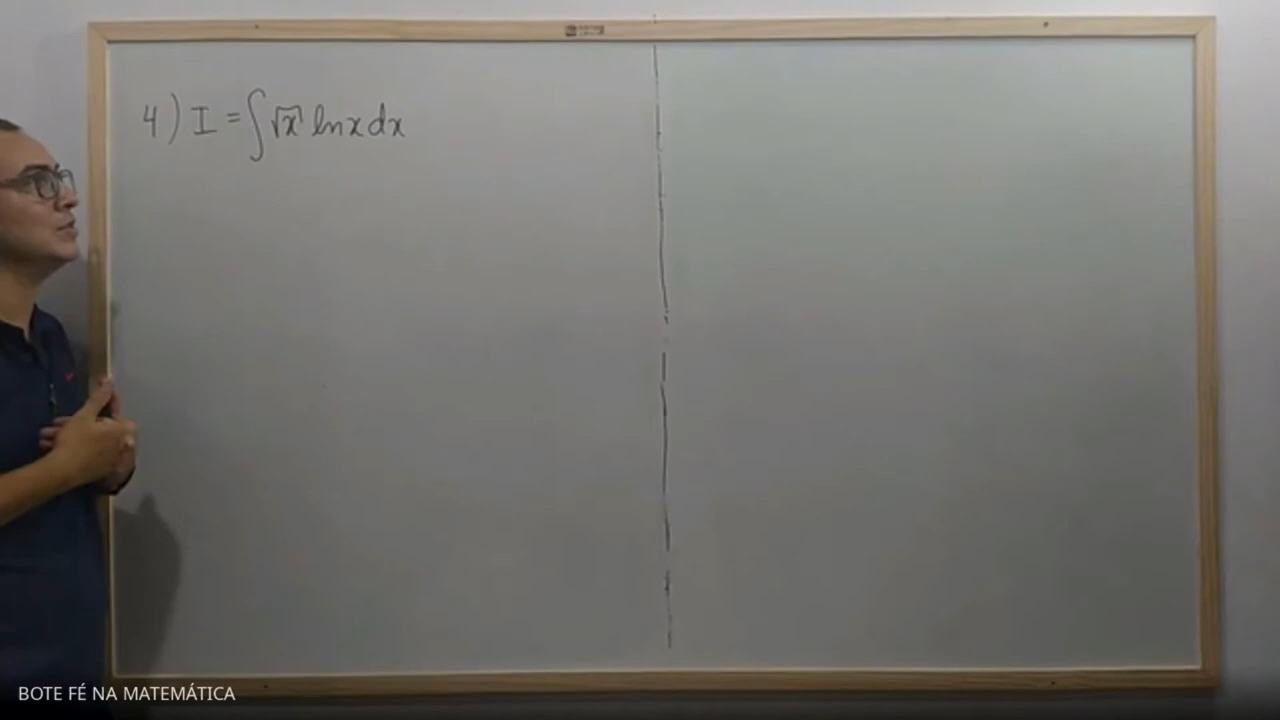 4) I = ∫√x ln x dx
BOTE FÉ NA MATEMÁTICA